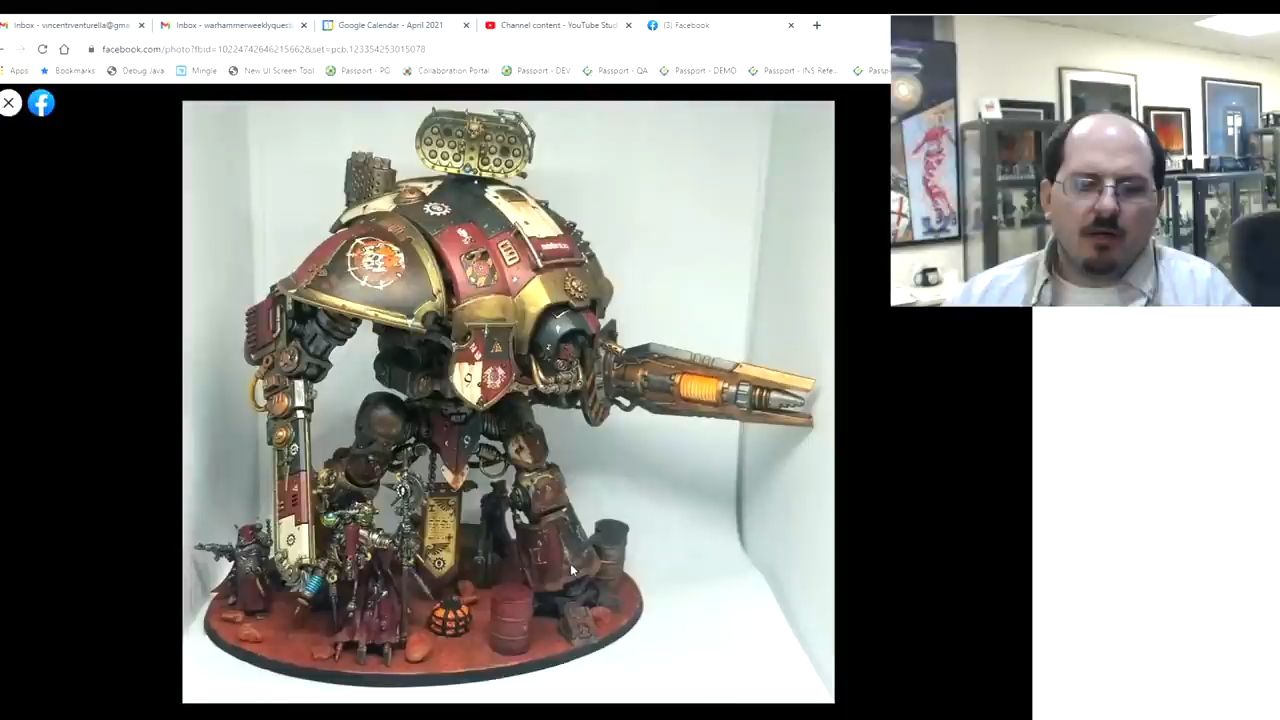 Inbox - vincentrventurella@gma
Inbox - warhammerweeklyquest
Google Calendar - April 2021
Channel content - YouTube Stud
(3) Facebook
facebook.com/photo?fbid=10224742646215662&set=pcb.123354253015078
Apps
Bookmarks
Debug Java
Mingle
New UI Screen Tool
Passport - PO
Collaboration Portal
Passport - DEV
Passport - QA
Passport - DEMO
Passport - INS Rele...
Passp